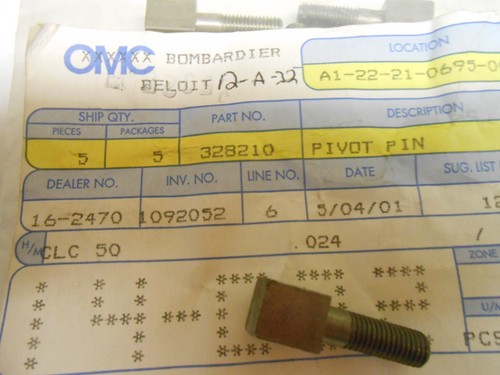 OMC XXXXXX BOMBARDIER
BELOIT 12-A-22
LOCATION
A1-22-21-0695-0
SHIP QTY. PART NO. DESCRIPTION
PIECES PACKAGES
5 5 328210 PIVOT PIN
DEALER NO. INV. NO. LINE NO. DATE SUG. LIST
16-2470 1092052 6 5/04/01 12
H/M CLC 50 .024 /
ZONE
* **** **** ****
* * * * *
* **** *** * * * ****
* * * *
* ****
U/M
PCS